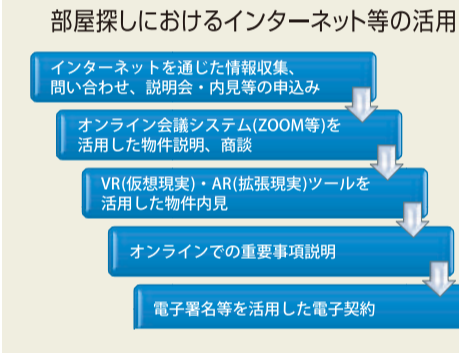 部屋探しにおけるインターネット等の活用
インターネットを通じた情報収集、
問い合わせ、説明会・内見等の申込み
オンライン会議システム(ZOOM等)を
活用した物件説明、商談
VR(仮想現実)・AR(拡張現実)ツールを
活用した物件内見
オンラインでの重要事項説明
電子署名等を活用した電子契約